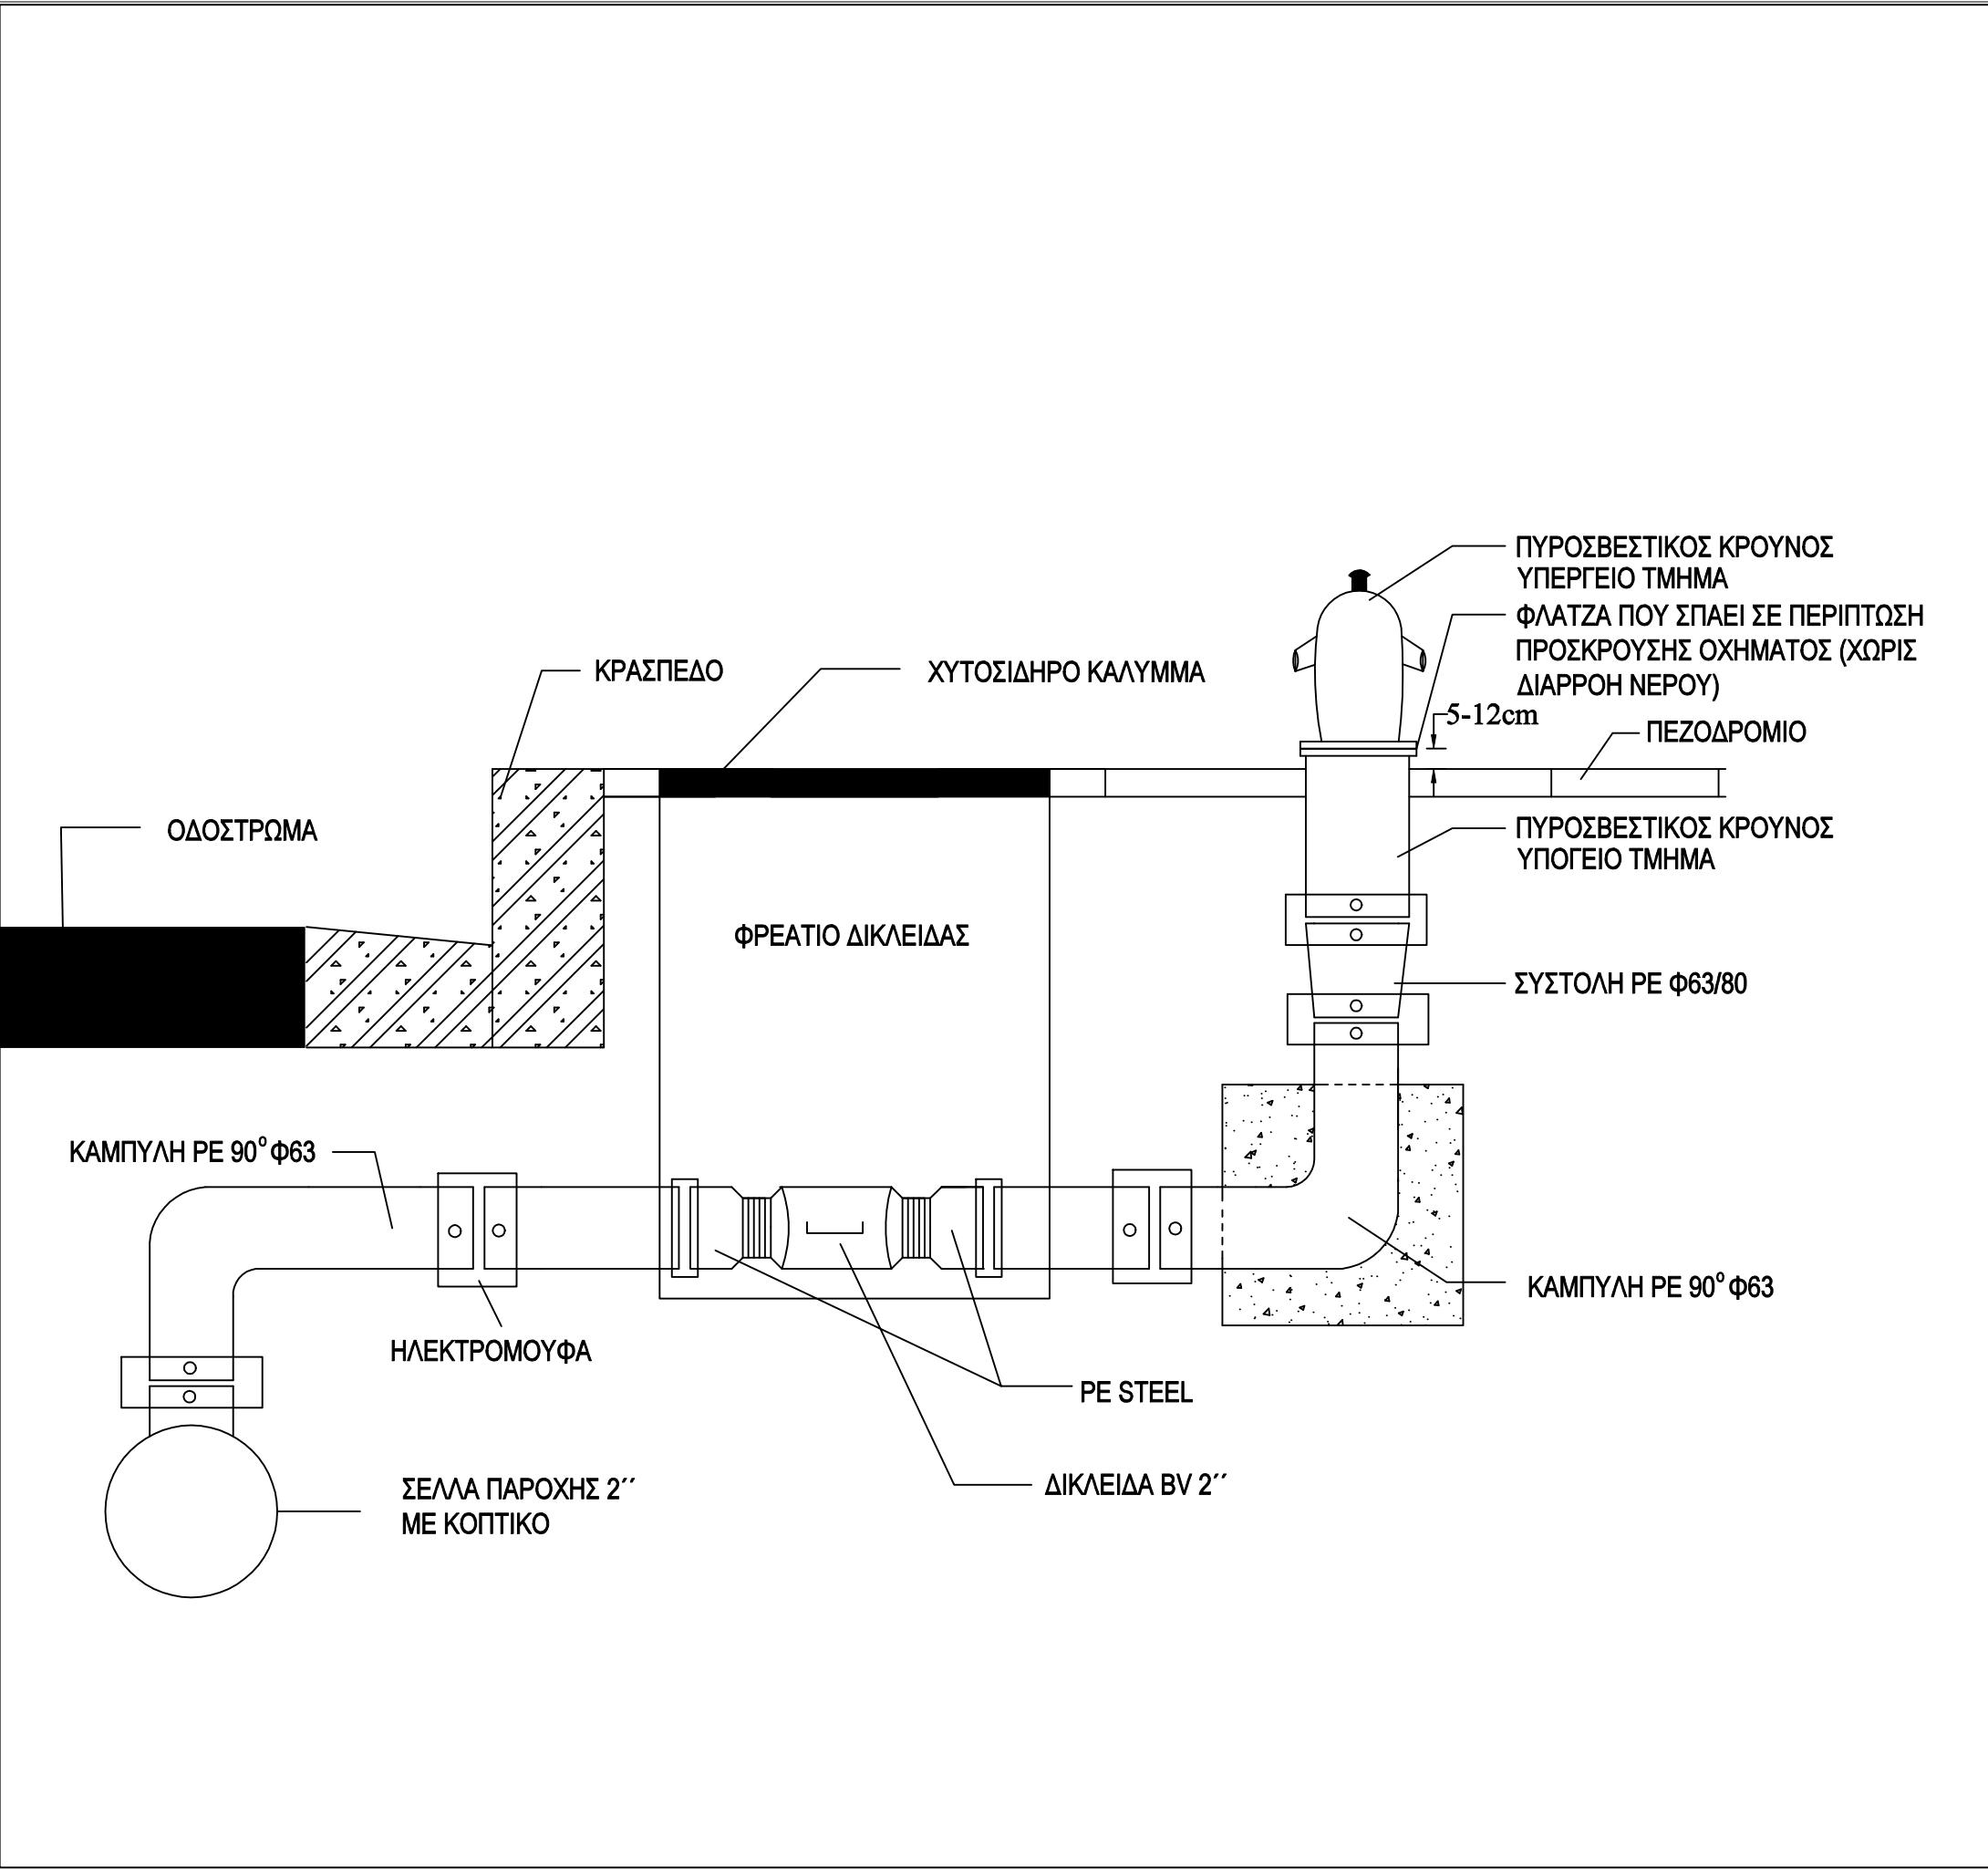 ΠΥΡΟΣΒΕΣΤΙΚΟΣ ΚΡΟΥΝΟΣ
ΥΠΕΡΓΕΙΟ ΤΜΗΜΑ
ΦΛΑΤΖΑ ΠΟΥ ΣΠΑΕΙ ΣΕ ΠΕΡΙΠΤΩΣΗ
ΠΡΟΣΚΡΟΥΣΗΣ ΟΧΗΜΑΤΟΣ (ΧΩΡΙΣ
ΔΙΑΡΡΟΗ ΝΕΡΟΥ)
ΚΡΑΣΠΕΔΟ
ΧΥΤΟΣΙΔΗΡΟ ΚΑΛΥΜΜΑ
5-12cm
ΠΕΖΟΔΡΟΜΙΟ
ΟΔΟΣΤΡΩΜΑ
ΠΥΡΟΣΒΕΣΤΙΚΟΣ ΚΡΟΥΝΟΣ
ΥΠΟΓΕΙΟ ΤΜΗΜΑ
ΦΡΕΑΤΙΟ ΔΙΚΛΕΙΔΑΣ
ΣΥΣΤΟΛΗ PE Φ63/80
ΚΑΜΠΥΛΗ PE 90° Φ63
ΚΑΜΠΥΛΗ PE 90° Φ63
ΗΛΕΚΤΡΟΜΟΥΦΑ
PE STEEL
ΔΙΚΛΕΙΔΑ BV 2΄΄
ΣΕΛΛΑ ΠΑΡΟΧΗΣ 2΄΄
ΜΕ ΚΟΠΤΙΚΟ